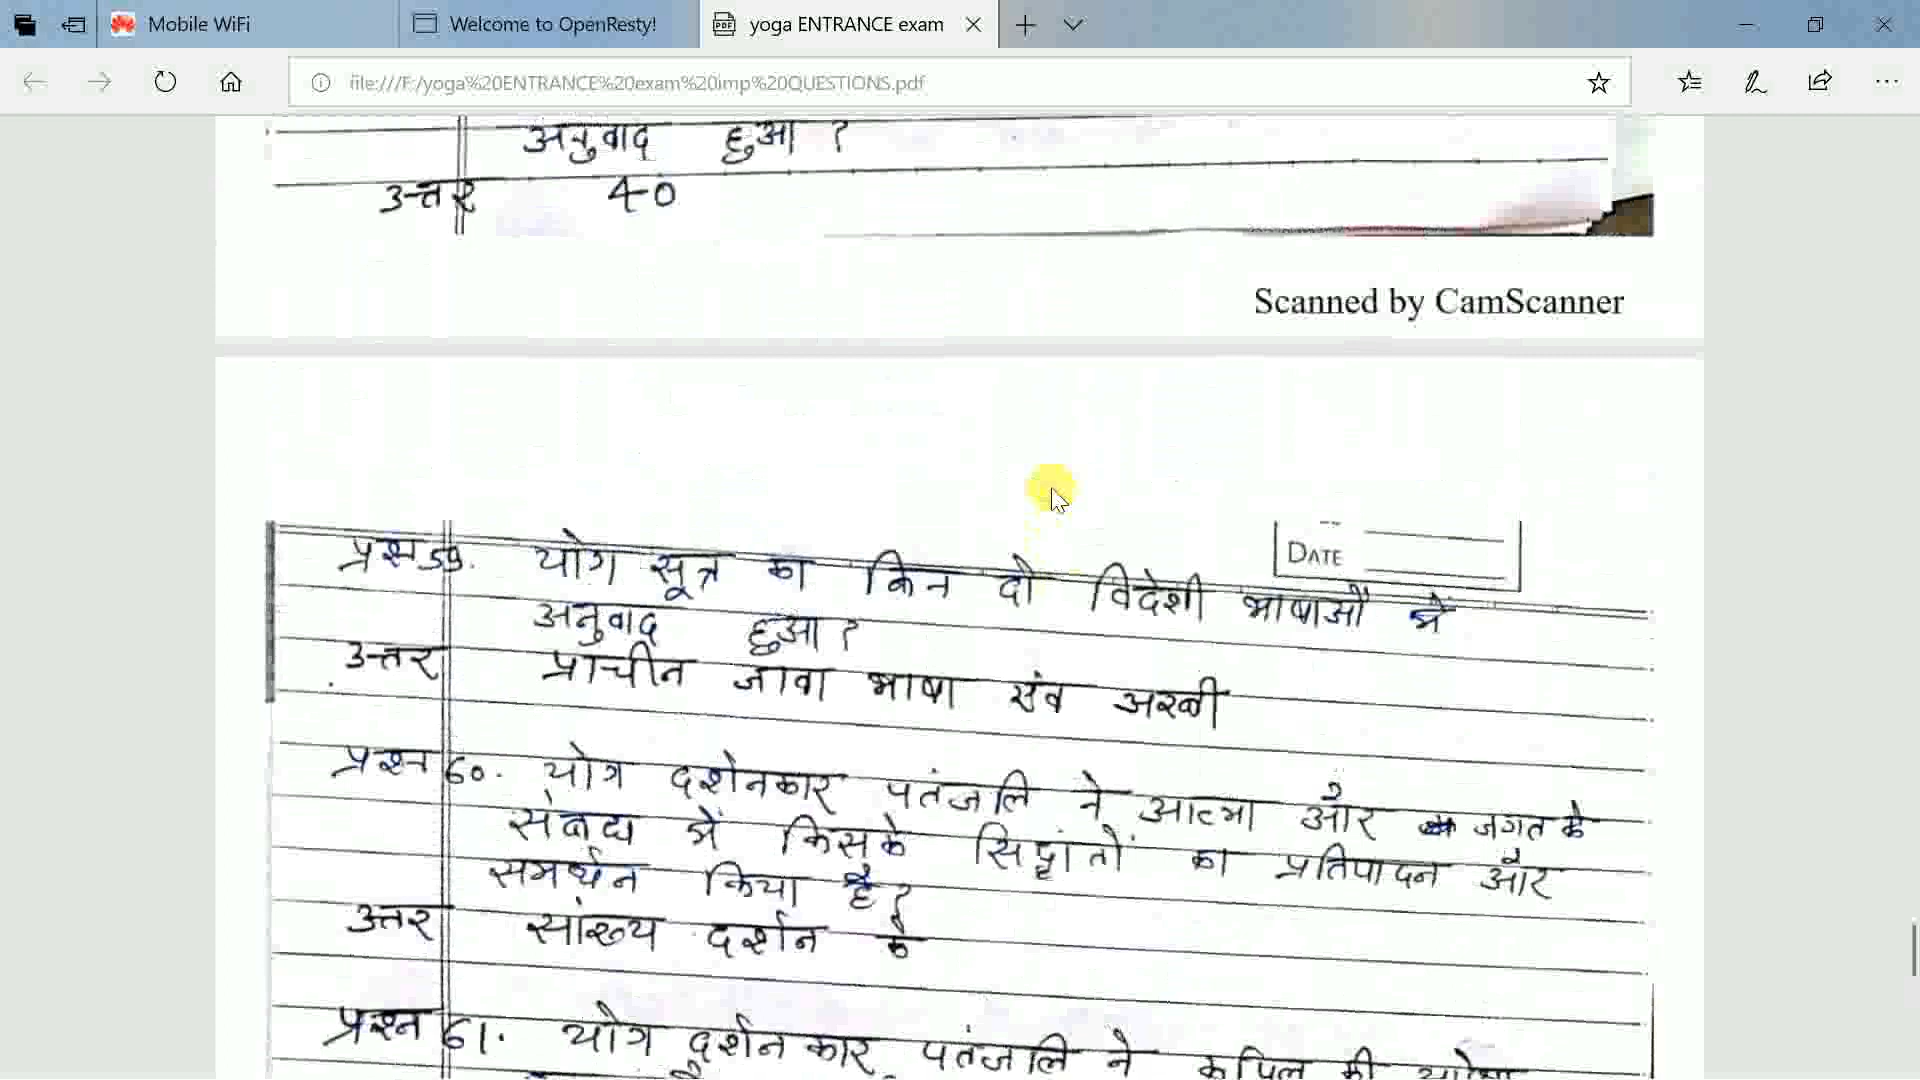 Mobile WiFi
Welcome to OpenResty!
yoga ENTRANCE exam
file:///F:/yoga%20ENTRANCE%20exam%20imp%20QUESTIONS.pdf
अनुवाद हुआ ?
उत्तर 40
Scanned by CamScanner
DATE
प्रश्न 59. योग सूत्र का किन दो विदेशी भाषाओं में
अनुवाद हुआ ?
उत्तर प्राचीन जावा भाषा एंव अरबी
प्रश्न 60. योग दर्शनकार पतंजलि ने आत्मा और जगत के
संबंध में किसके सिद्धांतों का प्रतिपादन और
समर्थन किया है ?
उत्तर सांख्य दर्शन के
प्रश्न 61. योग दर्शनकार पतंजलि ने कपिल की